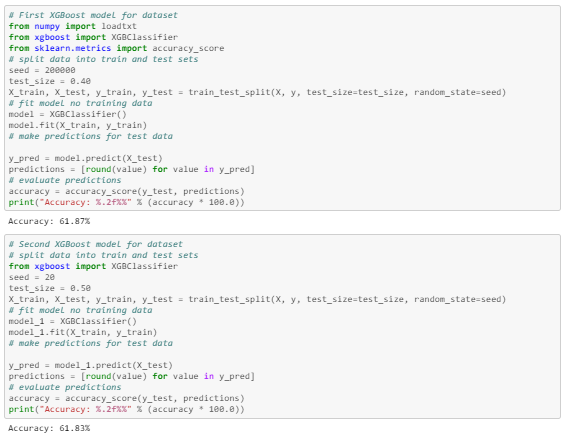 # First XGBoost model for dataset
from numpy import loadtxt
from xgboost import XGBClassifier
from sklearn.metrics import accuracy_score
# split data into train and test sets
seed = 200000
test_size = 0.40
X_train, X_test, y_train, y_test = train_test_split(X, y, test_size=test_size, random_state=seed)
# fit model no training data
model = XGBClassifier()
model.fit(X_train, y_train)
# make predictions for test data
y_pred = model.predict(X_test)
predictions = [round(value) for value in y_pred]
# evaluate predictions
accuracy = accuracy_score(y_test, predictions)
print("Accuracy: %.2f%%" % (accuracy * 100.0))
Accuracy: 61.87%
# Second XGBoost model for dataset
# split data into train and test sets
from xgboost import XGBClassifier
seed = 20
test_size = 0.50
X_train, X_test, y_train, y_test = train_test_split(X, y, test_size=test_size, random_state=seed)
# fit model no training data
model_1 = XGBClassifier()
model_1.fit(X_train, y_train)
# make predictions for test data
y_pred = model_1.predict(X_test)
predictions = [round(value) for value in y_pred]
# evaluate predictions
accuracy = accuracy_score(y_test, predictions)
print("Accuracy: %.2f%%" % (accuracy * 100.0))
Accuracy: 61.83%